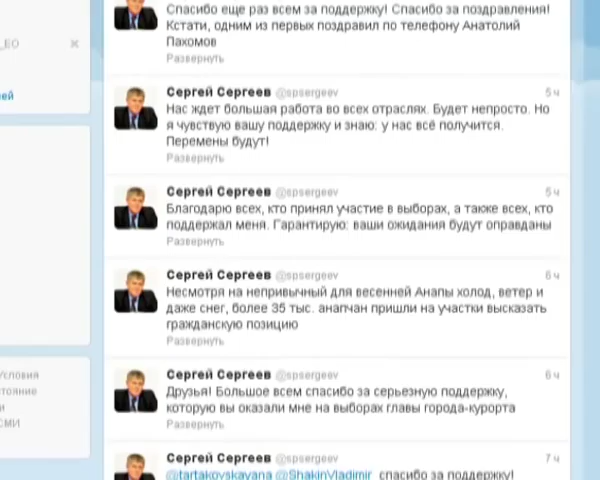 Спасибо еще раз всем за поддержку! Спасибо за поздравления!
Кстати, одним из первых поздравил по телефону Анатолий
Пахомов
Развернуть
_EO
ей
Сергей Сергеев @spsergeev 5 ч
Нас ждет большая работа во всех отраслях. Будет непросто. Но
я чувствую вашу поддержку и знаю: у нас всё получится.
Перемены будут!
Развернуть
Сергей Сергеев @spsergeev 5 ч
Благодарю всех, кто принял участие в выборах, а также всех, кто
поддержал меня. Гарантирую: ваши ожидания будут оправданы
Развернуть
Сергей Сергеев @spsergeev 6 ч
Несмотря на непривычный для весенней Анапы холод, ветер и
даже снег, более 35 тыс. анапчан пришли на участки высказать
гражданскую позицию
Развернуть
Сергей Сергеев @spsergeev 6 ч
Друзья! Большое всем спасибо за серьезную поддержку,
которую вы оказали мне на выборах главы города-курорта
Развернуть
Условия
тояние
и
СМИ
Сергей Сергеев @spsergeev 7 ч
@tartakovskayana @ShakinVladimir спасибо за поддержку!